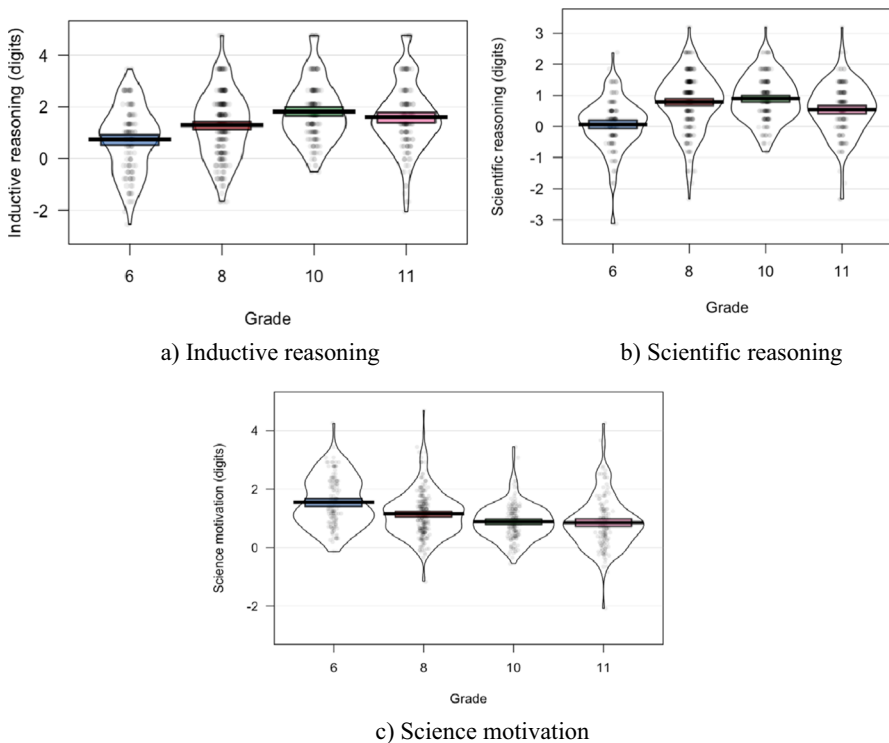 Inductive reasoning (digits)
4
2
0
-2
6 8 10 11
Grade
a) Inductive reasoning
Scientific reasoning (digits)
3
2
1
0
-1
-2
-3
6 8 10 11
Grade
b) Scientific reasoning
Science motivation (digits)
4
2
0
-2
6 8 10 11
Grade
c) Science motivation